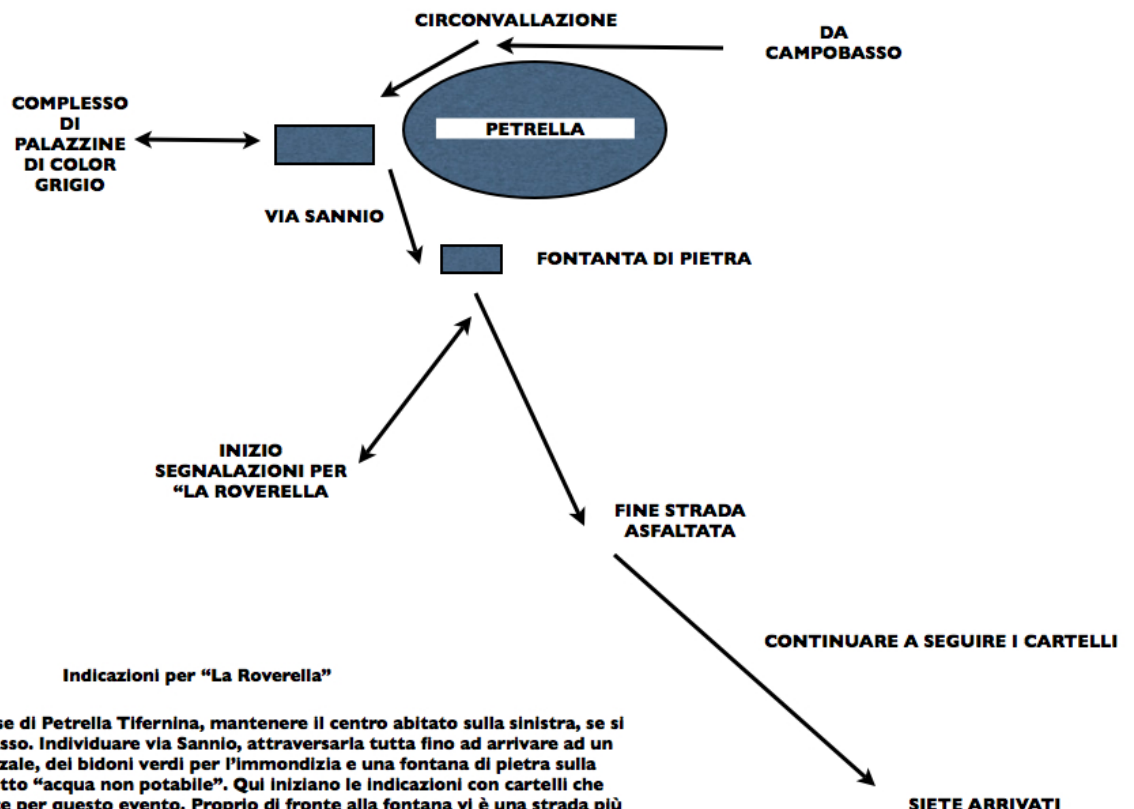 CIRCONVALLAZIONE
DA
CAMPOBASSO
COMPLESSO
DI
PALAZZINE
DI COLOR
GRIGIO
PETRELLA
VIA SANNIO
FONTANTA DI PIETRA
INIZIO
SEGNALAZIONI PER
“LA ROVERELLA
FINE STRADA
ASFALTATA
CONTINUARE A SEGUIRE I CARTELLI
SIETE ARRIVATI
Indicazioni per “La Roverella”
di Petrella Tifernina, mantenere il centro abitato sulla sinistra, se si
Individuare via Sannio, attraversarla tutta fino ad arrivare ad un
dei bidoni verdi per l’immondizia e una fontana di pietra sulla
“acqua non potabile”. Qui iniziano le indicazioni con cartelli che
per questo evento. Proprio di fronte alla fontana vi è una strada più